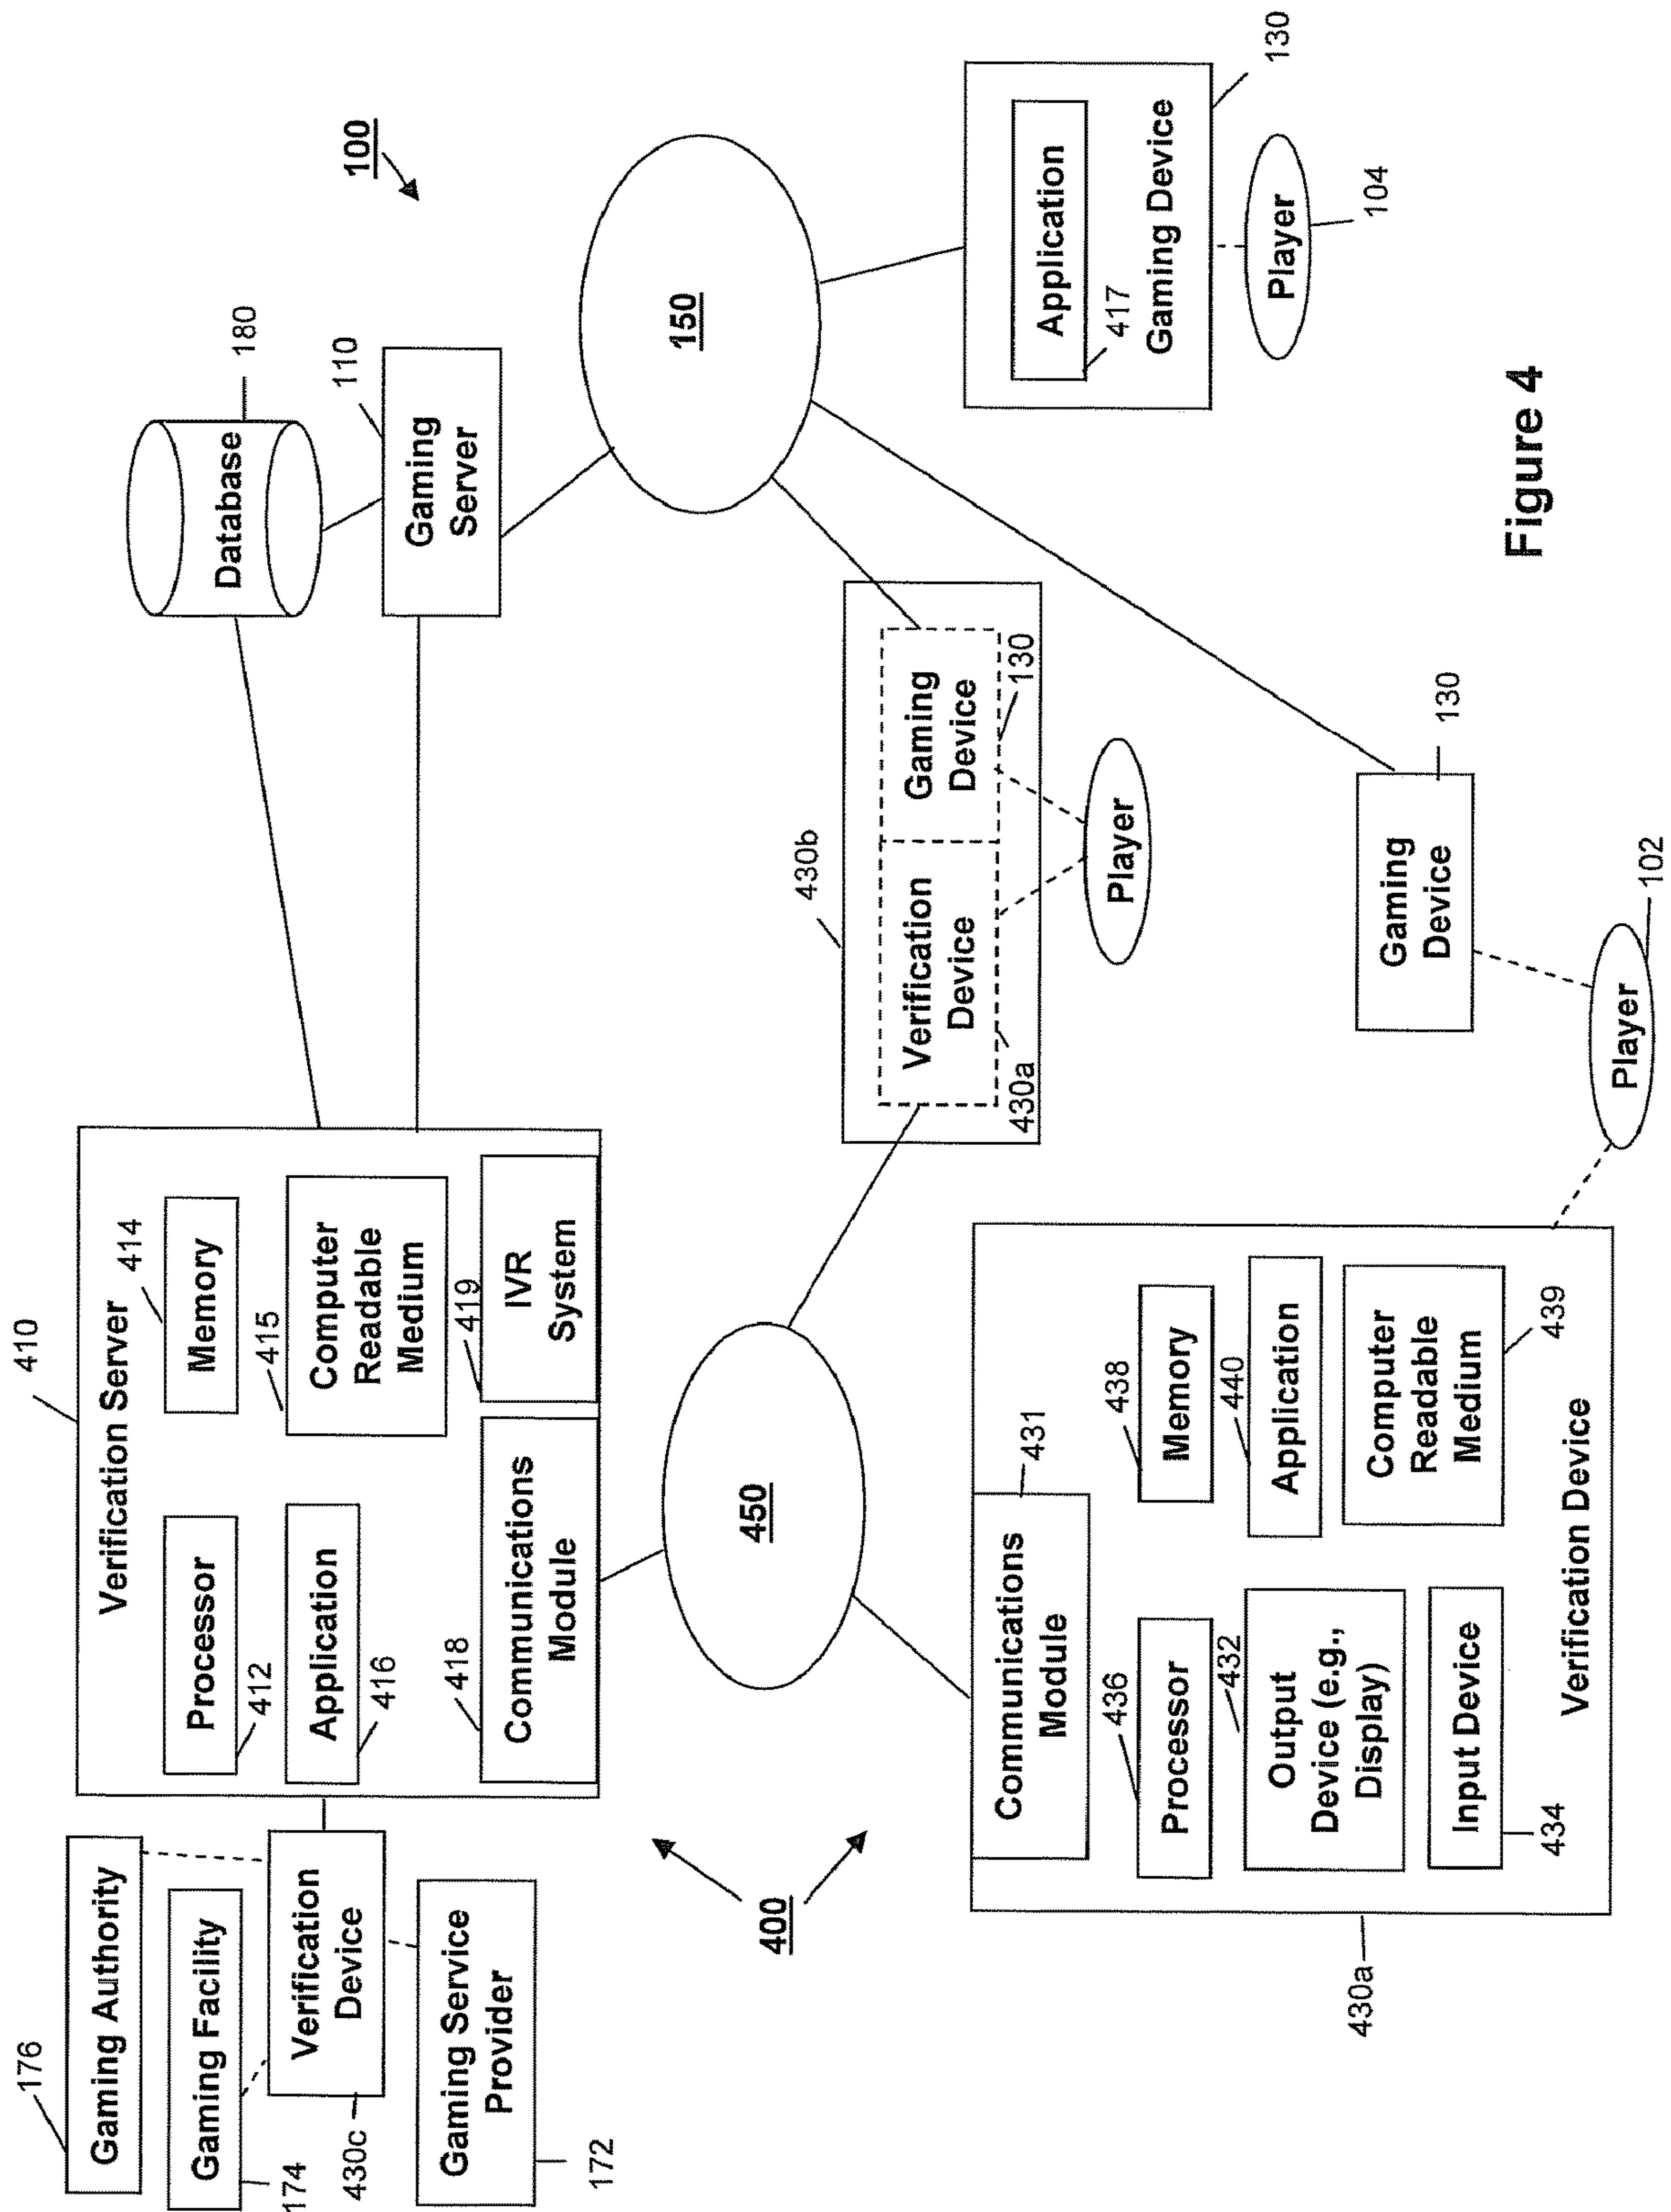 176
Gaming Authority
Gaming Facility
174
Verification
Device
430c
Gaming Service
Provider
172
410
Verification Server
Processor
412
Memory
414
Application
416
415
Computer
Readable
Medium
418
Communications
Module
419
IVR
System
Database
180
110
Gaming
Server
100
400
450
150
430b
Verification
Device
Gaming
Device
430a
130
Player
Application
417
Gaming Device
130
Player
104
Communications
Module
431
436
Processor
438
Memory
432
Output
Device (e.g.,
Display)
440
Application
Input Device
434
Computer
Readable
Medium
439
Verification Device
430a
Gaming
Device
130
Player
102
Figure 4